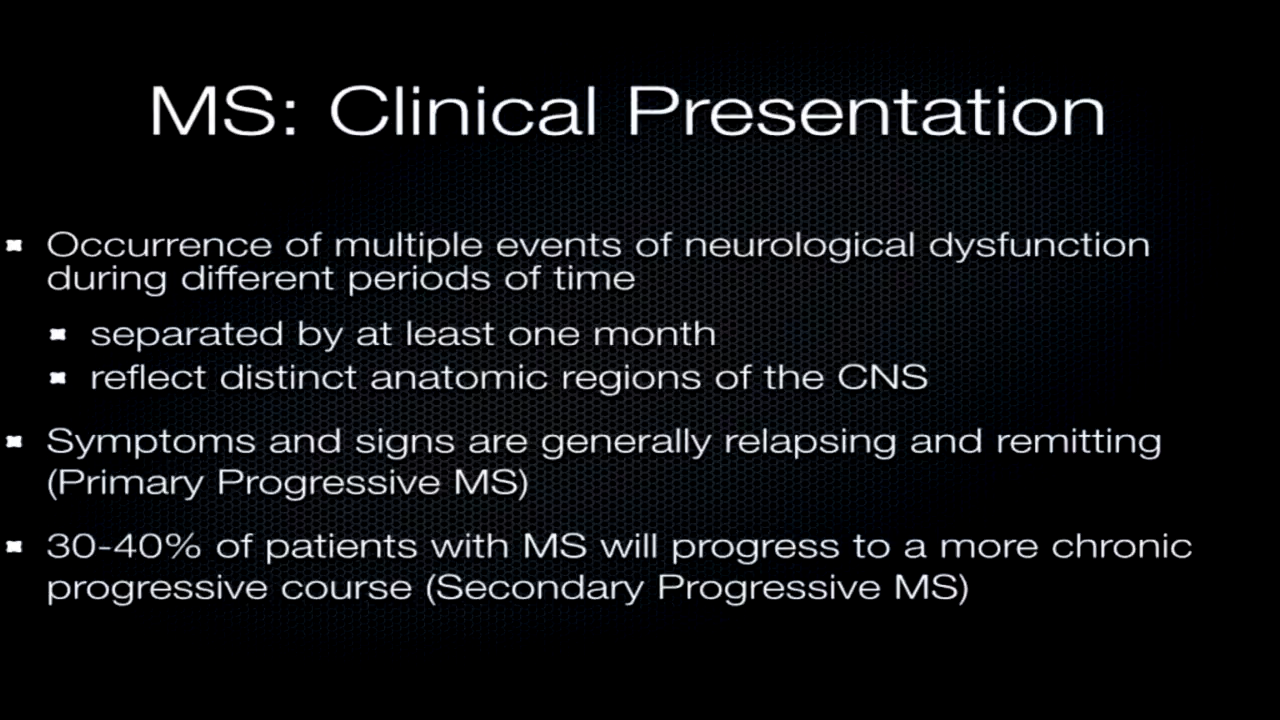 MS: Clinical Presentation
Occurrence of multiple events of neurological dysfunction
during different periods of time
separated by at least one month
reflect distinct anatomic regions of the CNS
Symptoms and signs are generally relapsing and remitting
(Primary Progressive MS)
30-40% of patients with MS will progress to a more chronic
progressive course (Secondary Progressive MS)